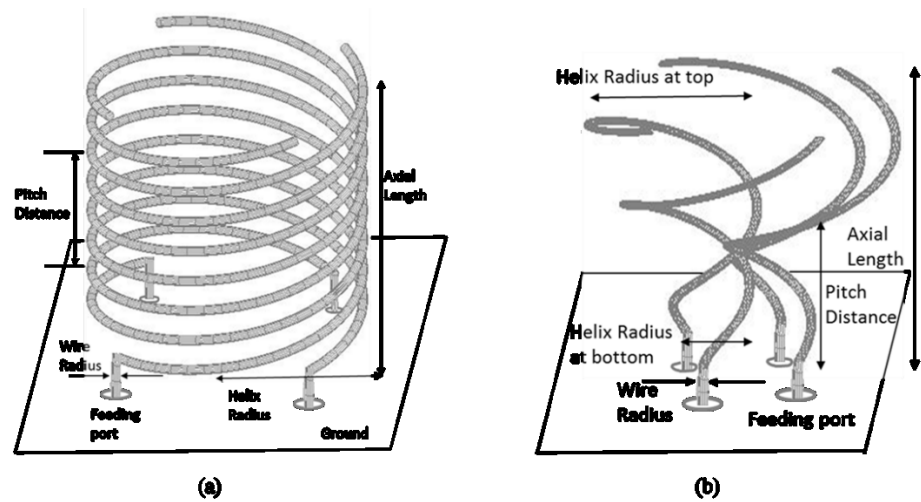 Pitch
Distance
Axial
Length
Wire
Radius
Feeding
port
Helix
Radius
Ground
(a)
Helix Radius at top
Axial
Length
Pitch
Distance
Helix Radius
at bottom
Wire
Radius
Feeding port
(b)